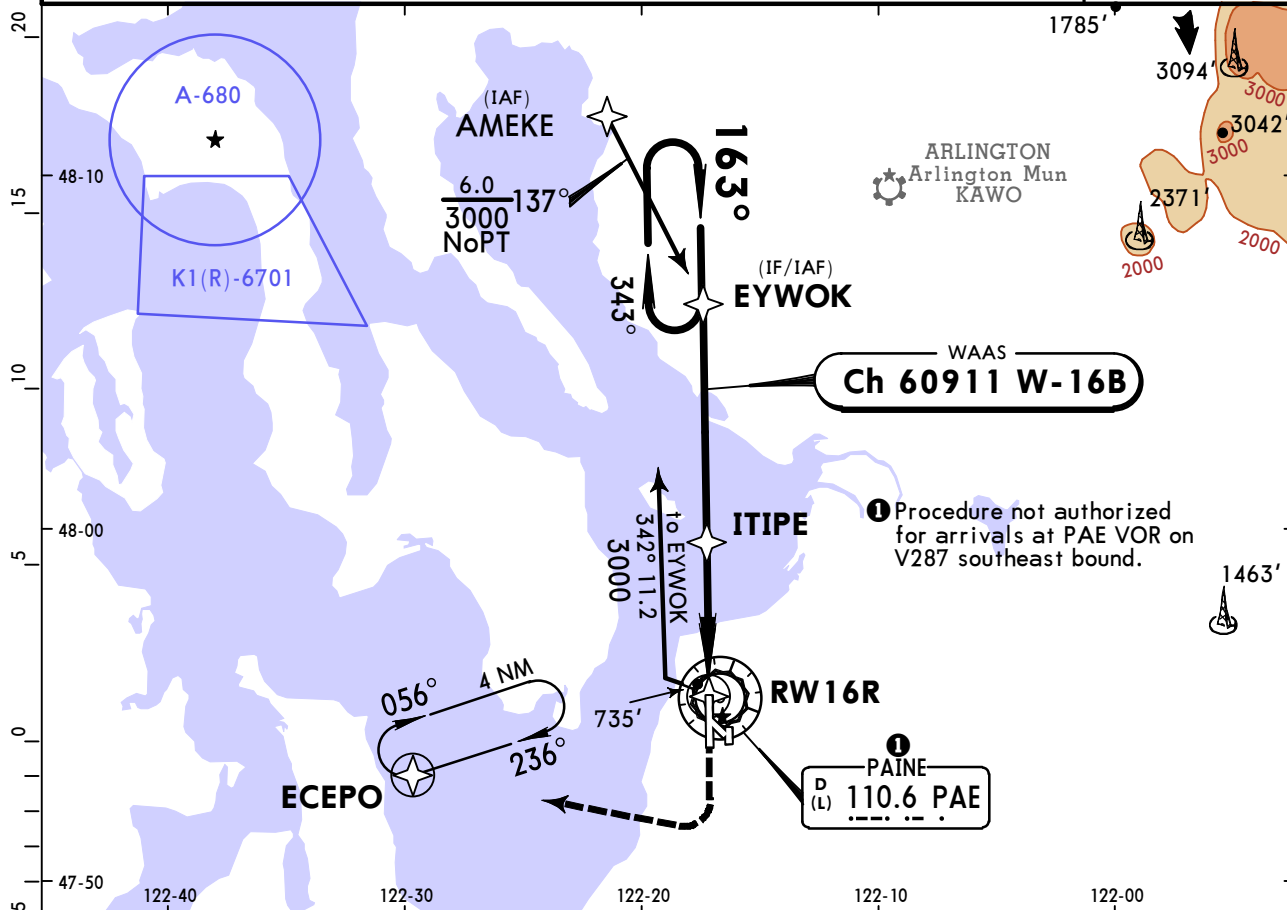 20
1785'
3094'
3000
3042'
3000
A-680
(IAF)
AMEKE
163°
ARLINGTON
Arlington Mun
KAWO
48-10
15
6.0
137°
3000
NoPT
2371'
2000
2000
K1(R)-6701
343°
(IF/IAF)
EYWOK
WAAS
Ch 60911 W-16B
10
48-00
5
to EYWOK
342° 11.2
3000
ITIPE
1 Procedure not authorized
for arrivals at PAE VOR on
V287 southeast bound.
1463'
056°
4 NM
236°
735'
RW16R
0
ECEPO
1
PAINE
D
(L) 110.6 PAE
47-50
5
122-40
122-30
122-20
122-10
122-00